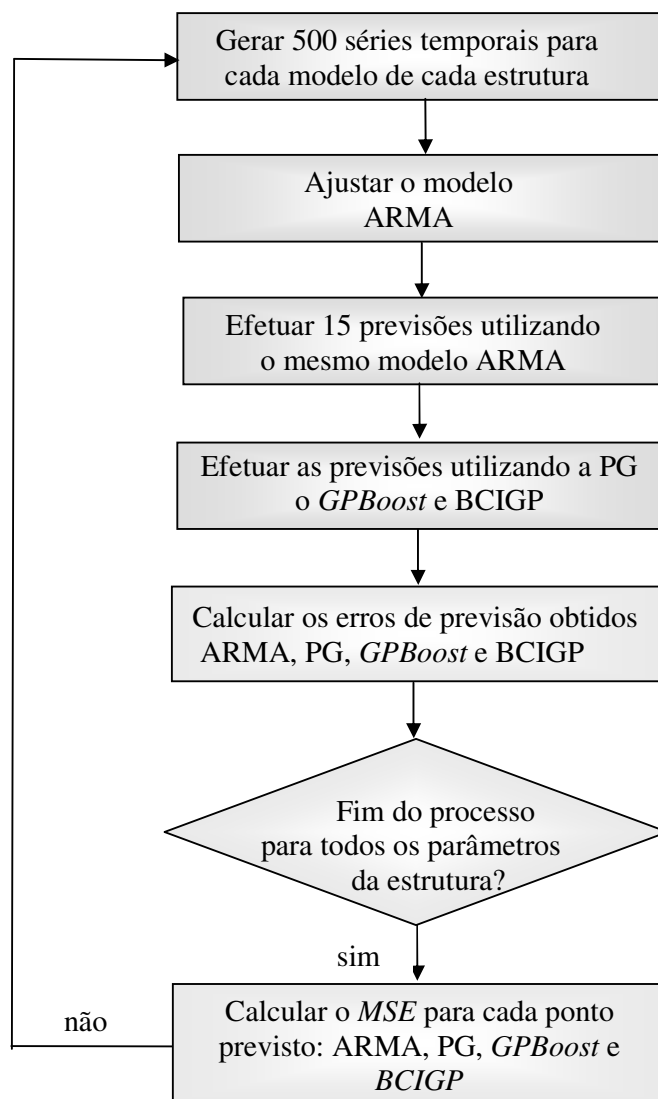 Gerar 500 séries temporais para
cada modelo de cada estrutura
Ajustar o modelo
ARMA
Efetuar 15 previsões utilizando
o mesmo modelo ARMA
Efetuar as previsões utilizando a PG
o GPBoost e BCIGP
Calcular os erros de previsão obtidos
ARMA, PG, GPBoost e BCIGP
Fim do processo
para todos os parâmetros
da estrutura?
sim
não
Calcular o MSE para cada ponto
previsto: ARMA, PG, GPBoost e
BCIGP